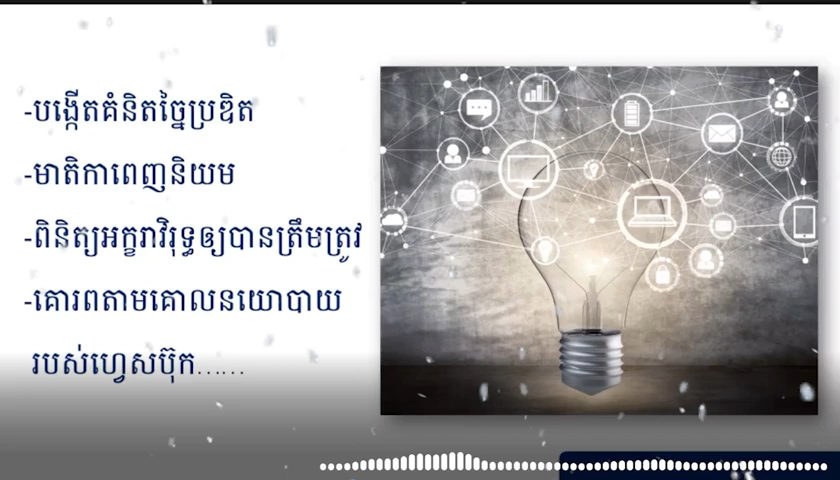 -បង្កើតគំនិតច្នៃប្រឌិត
-មាតិកាពេញនិយម
-ពិនិត្យអក្ខរាវិរុទ្ធឲ្យបានត្រឹមត្រូវ
-គោរពតាមគោលនយោបាយ
របស់ហ្វេសប៊ុក......